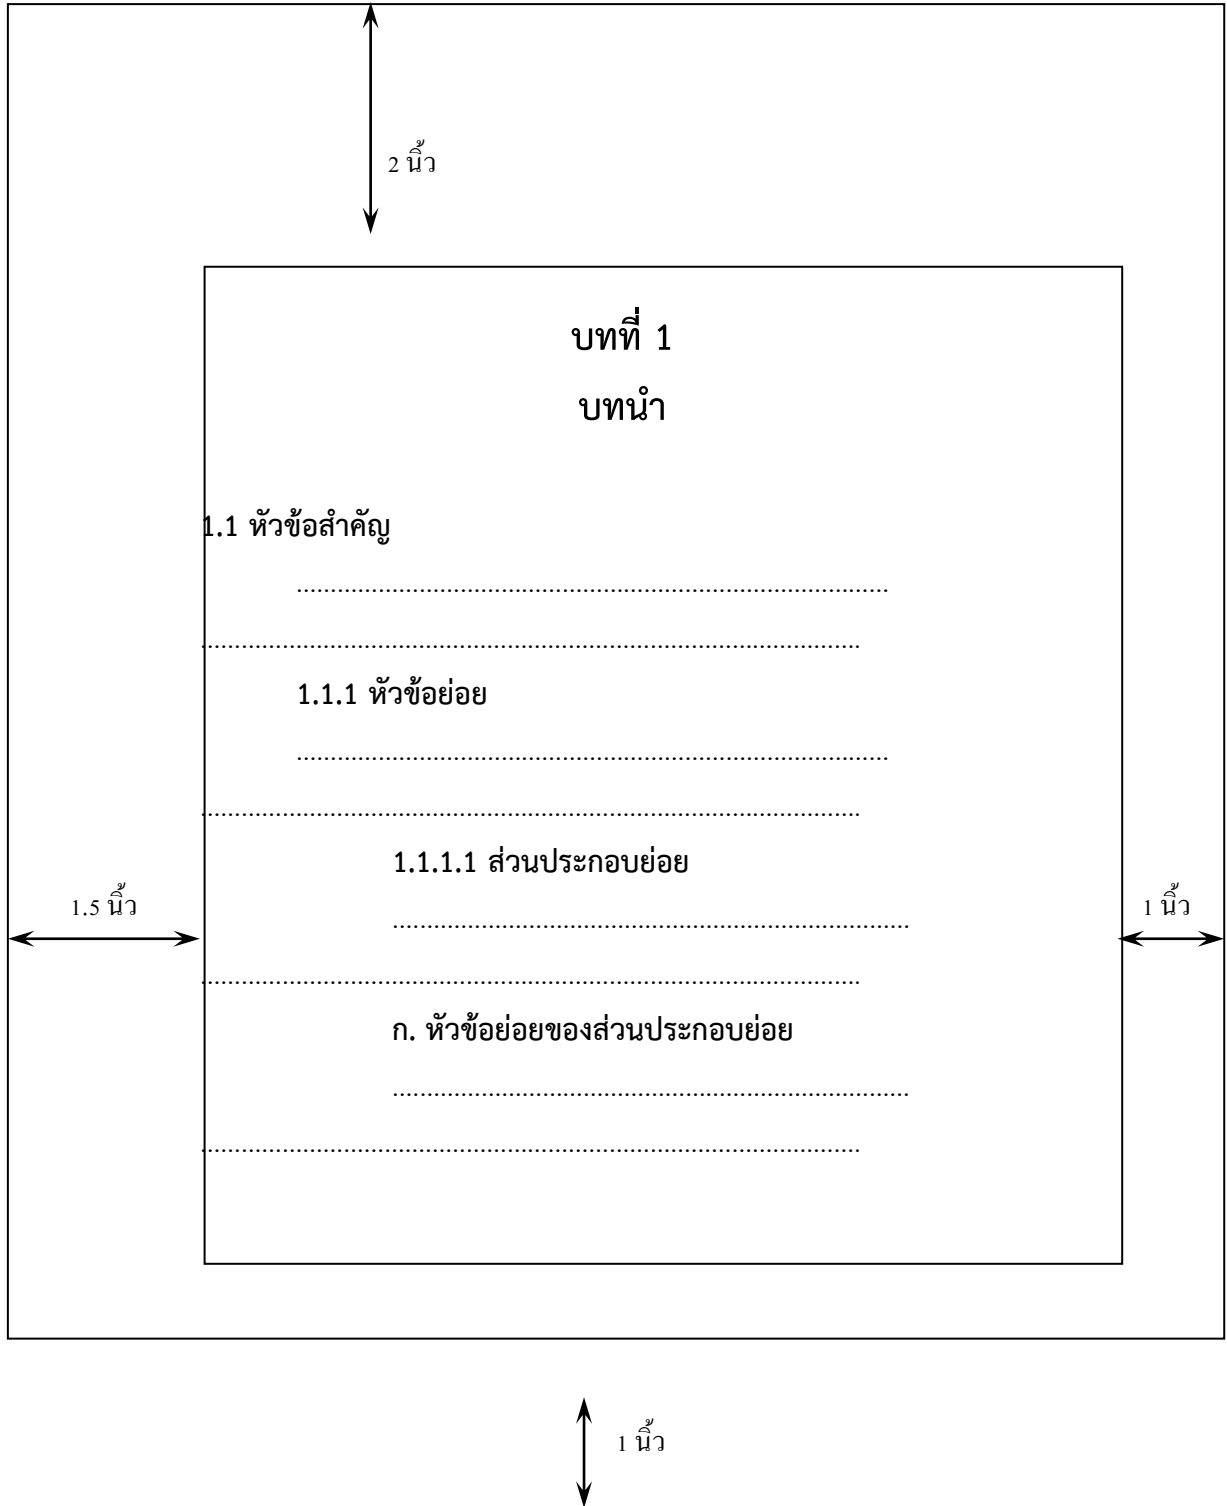 2 นิ้ว
บทที่ 1
บทนำ
1.1 หัวข้อสำคัญ
.......................................................................................
.................................................................................................
1.1.1 หัวข้อย่อย
.......................................................................................
.................................................................................................
1.1.1.1 ส่วนประกอบย่อย
1.5 นิ้ว
1 นิ้ว
............................................................................
.................................................................................................
ก. หัวข้อย่อยของส่วนประกอบย่อย
............................................................................
.................................................................................................
1 นิ้ว